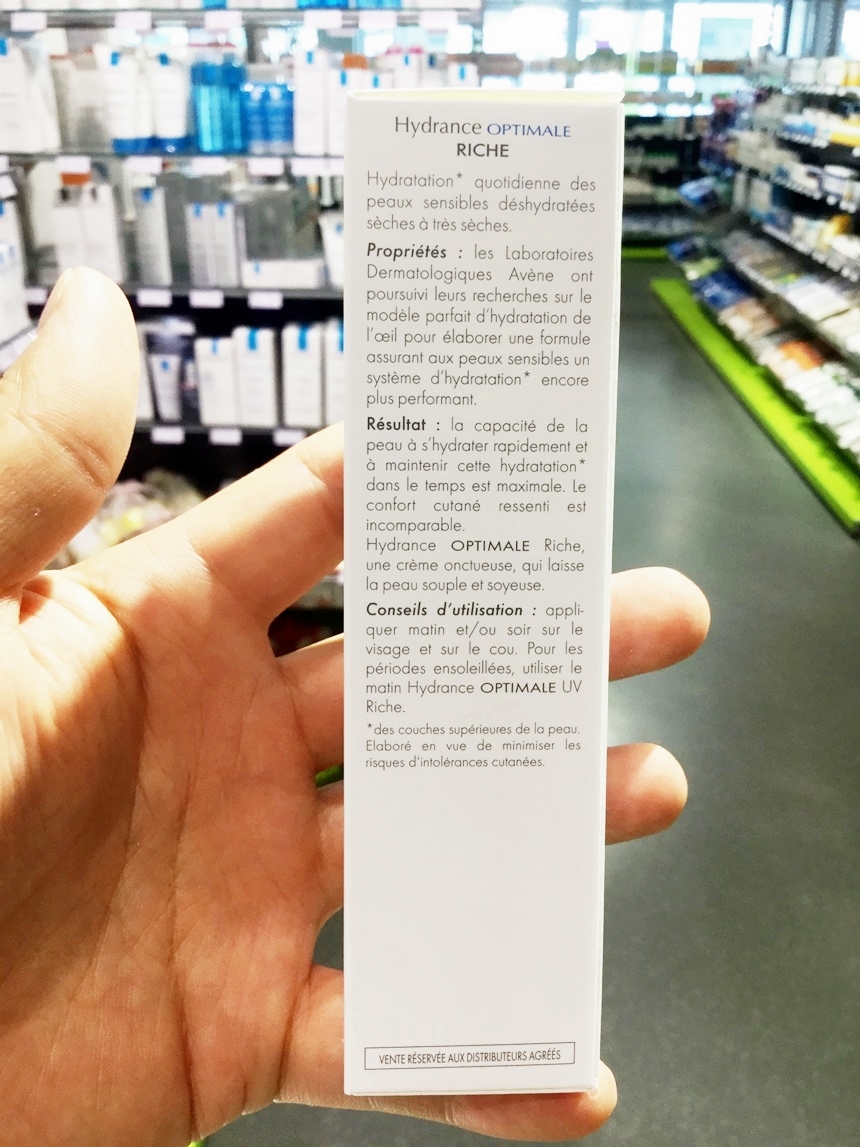 Hydrance OPTIMALE
RICHE
Hydratation* quotidienne des
peaux sensibles déshydratées
sèches à très sèches.
Propriétés : les Laboratoires
Dermatologiques Avène ont
poursuivi leurs recherches sur le
modèle parfait d'hydratation de
l'œil pour élaborer une formule
assurant aux peaux sensibles un
système d'hydratation* encore
plus performant.
Résultat : la capacité de la
peau à s'hydrater rapidement et
à maintenir cette hydratation*
dans le temps est maximale. Le
confort cutané ressenti est
incomparable.
Hydrance OPTIMALE Riche,
une crème onctueuse, qui laisse
la peau souple et soyeuse.
Conseils d'utilisation : appli-
quer matin et/ou soir sur le
visage et sur le cou. Pour les
périodes ensoleillées, utiliser le
matin Hydrance OPTIMALE UV
Riche.
*des couches supérieures de la peau.
Elaboré en vue de minimiser les
risques d'intolérances cutanées.
VENTE RÉSERVÉE AUX DISTRIBUTEURS AGRÉÉS